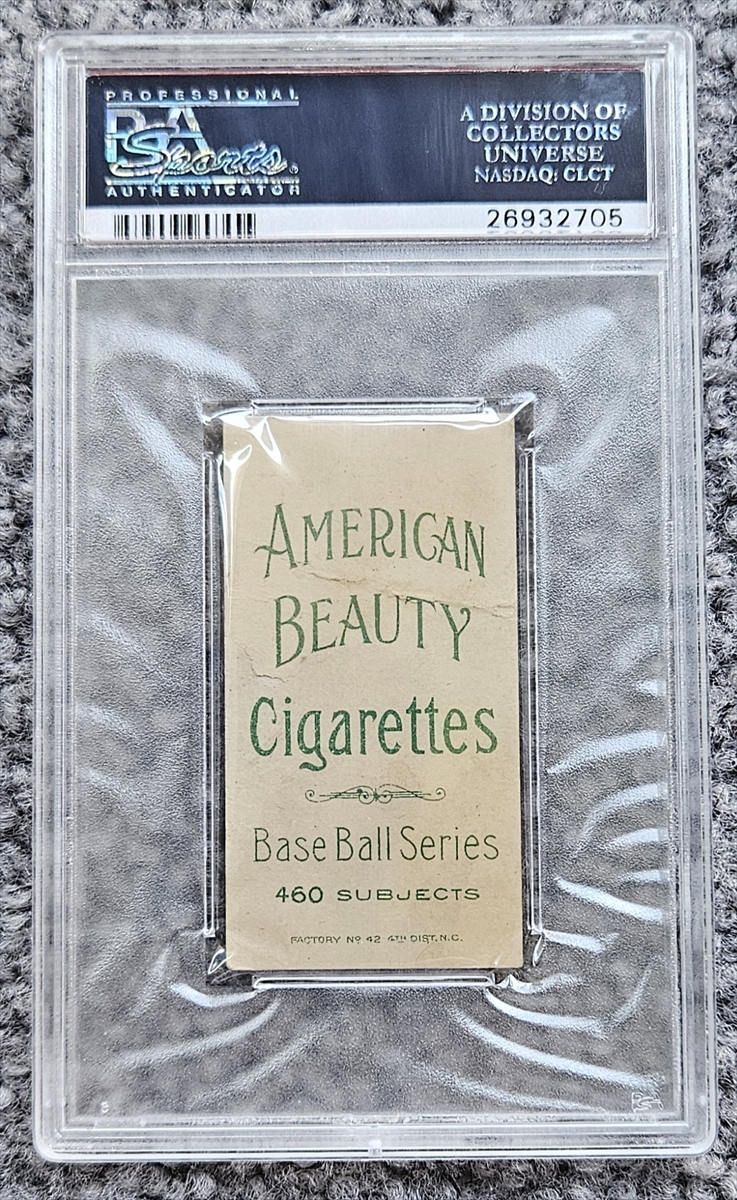 PROFESSIONAL
PSA
Sports®
AUTHENTICATOR
A DIVISION OF
COLLECTORS
UNIVERSE
NASDAQ: CLCT
26932705
AMERICAN
BEAUTY
Cigarettes
Base Ball Series
460 SUBJECTS
FACTORY Nº 42 4TH DIST. N.C.